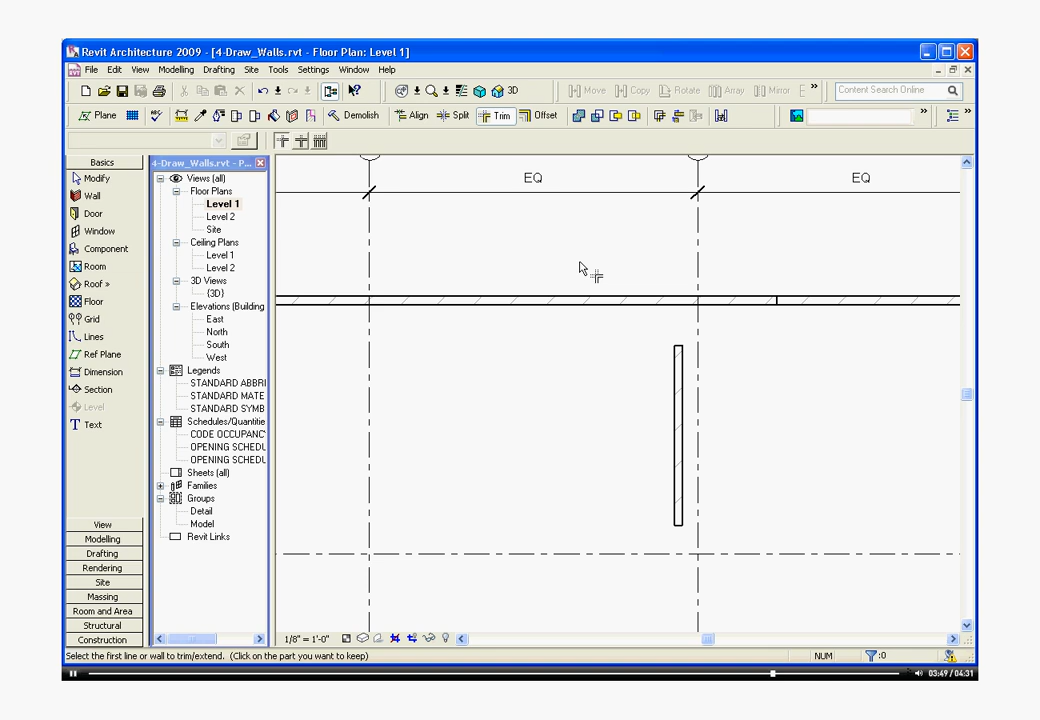 Revit Architecture 2009 - [4-Draw_Walls.rvt - Floor Plan: Level 1]
File Edit View Modelling Drafting Site Tools Settings Window Help
3D Move Copy Rotate Array Mirror » Content Search Online
Plane Demolish Align Split Trim Offset » »
Basics
Modify
Wall
Door
Window
Component
Room
Roof »
Floor
Grid
Lines
Ref Plane
Dimension
Section
Level
Text
View
Modelling
Drafting
Rendering
Site
Massing
Room and Area
Structural
Construction
4-Draw_Walls.rvt - P...
Views (all)
Floor Plans
Level 1
Level 2
Site
Ceiling Plans
Level 1
Level 2
3D Views
{3D}
Elevations (Building
East
North
South
West
Legends
STANDARD ABBRI
STANDARD MATE
STANDARD SYMB
Schedules/Quantitie
CODE OCCUPANC
OPENING SCHEDU
OPENING SCHEDU
Sheets (all)
Families
Groups
Detail
Model
Revit Links
EQ EQ
1/8" = 1'-0"
Select the first line or wall to trim/extend. (Click on the part you want to keep) NUM :0
03:49 / 04:31